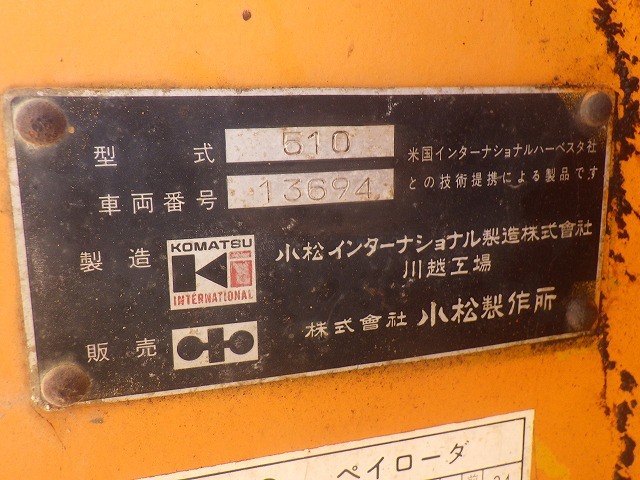 型式 510
米国インターナショナルハーベスタ社
との技術提携による製品です
車両番号 13694
製造 KOMATSU
INTERNATIONAL
小松インターナショナル製造株式會社
川越工場
販売 株式會社 小松製作所
ペイローダ
24